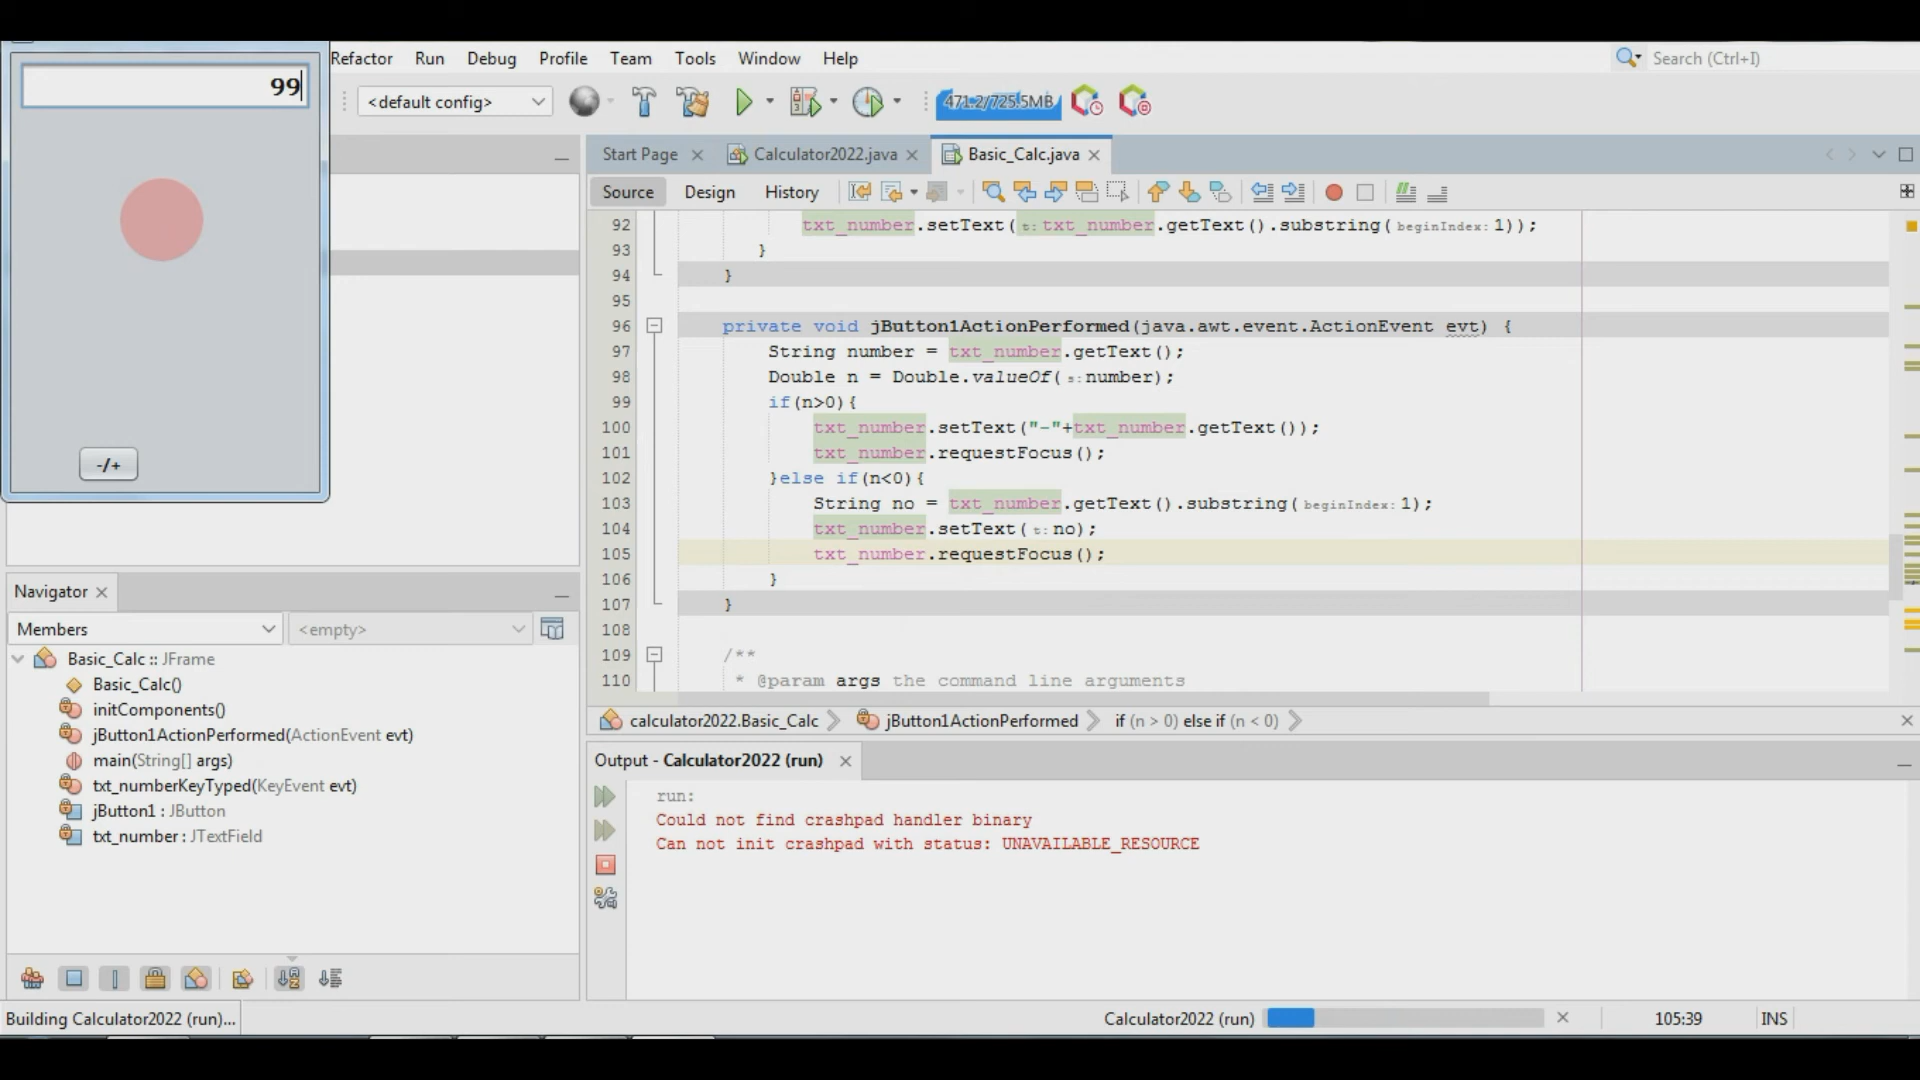 99
-/+
Refactor Run Debug Profile Team Tools Window Help
Search (Ctrl+I)
<default config>
471.2/725.5MB
Start Page
Calculator2022.java
Basic_Calc.java
Source Design History
92 txt_number.setText(t:txt_number.getText().substring(beginIndex:1));
93 }
94 }
95
96 private void jButton1ActionPerformed(java.awt.event.ActionEvent evt) {
97 String number = txt_number.getText();
98 Double n = Double.valueOf(s:number);
99 if(n>0){
100 txt_number.setText("-"+txt_number.getText());
101 txt_number.requestFocus();
102 }else if(n<0){
103 String no = txt_number.getText().substring(beginIndex:1);
104 txt_number.setText(t:no);
105 txt_number.requestFocus();
106 }
107 }
108
109 /**
110 * @param args the command line arguments
calculator2022.Basic_Calc jButton1ActionPerformed if (n > 0) else if (n < 0)
Navigator
Members
<empty>
Basic_Calc :: JFrame
Basic_Calc()
initComponents()
jButton1ActionPerformed(ActionEvent evt)
main(String[] args)
txt_numberKeyTyped(KeyEvent evt)
jButton1 : JButton
txt_number : JTextField
Output - Calculator2022 (run)
run:
Could not find crashpad handler binary
Can not init crashpad with status: UNAVAILABLE_RESOURCE
Building Calculator2022 (run)...
Calculator2022 (run)
105:39
INS